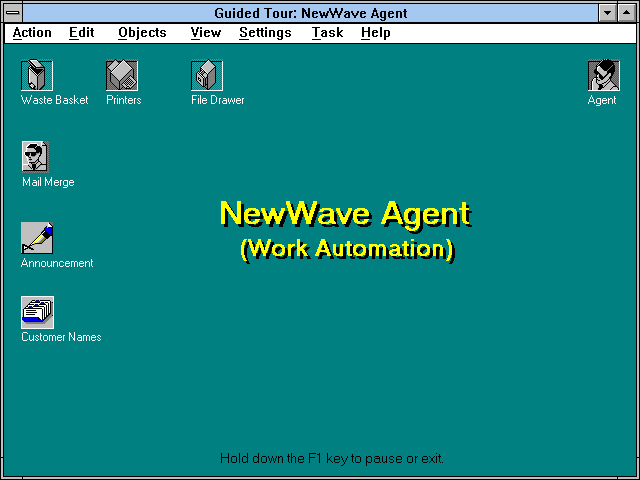 Guided Tour: NewWave Agent
Action Edit Objects View Settings Task Help
Waste Basket Printers File Drawer Agent
Mail Merge
NewWave Agent
(Work Automation)
Announcement
Customer Names
Hold down the F1 key to pause or exit.